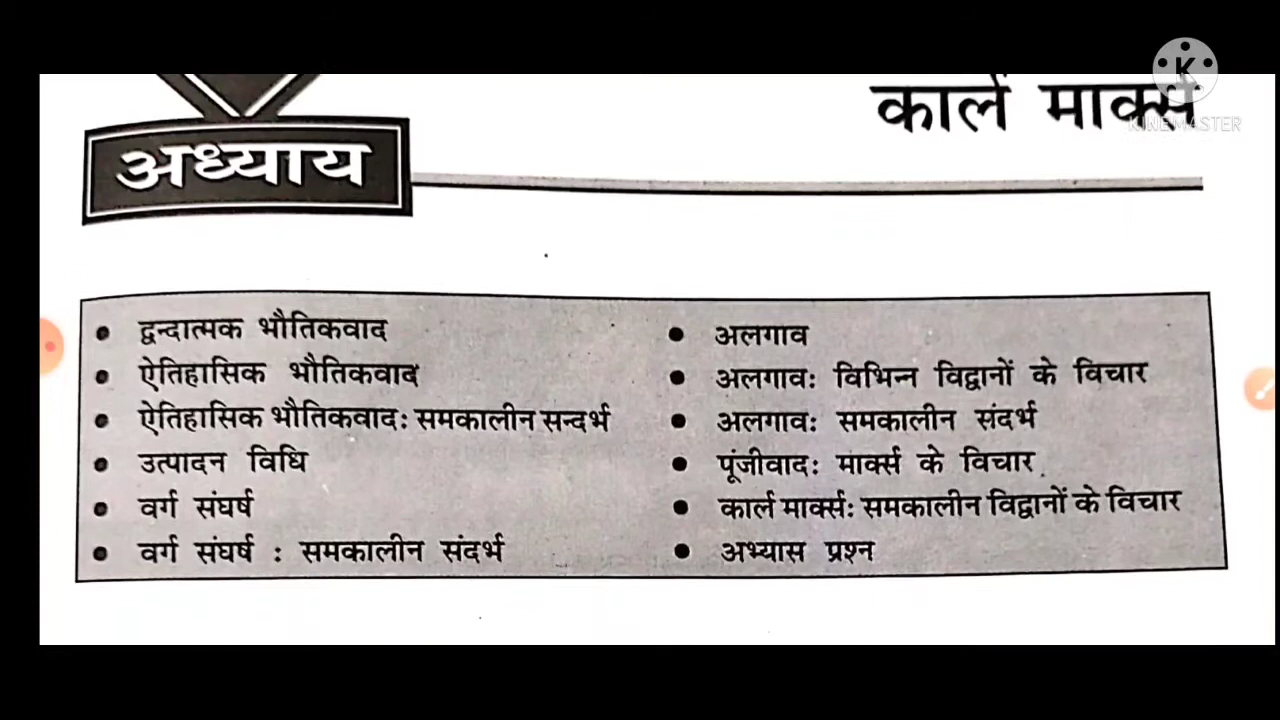 कार्ल मार्क्स
K
KINEMASTER
अध्याय
• द्वन्दात्मक भौतिकवाद
• ऐतिहासिक भौतिकवाद
• ऐतिहासिक भौतिकवाद: समकालीन सन्दर्भ
• उत्पादन विधि
• वर्ग संघर्ष
• वर्ग संघर्ष : समकालीन संदर्भ
• अलगाव
• अलगाव: विभिन्न विद्वानों के विचार
• अलगाव: समकालीन संदर्भ
• पूंजीवाद: मार्क्स के विचार
• कार्ल मार्क्स: समकालीन विद्वानों के विचार
• अभ्यास प्रश्न